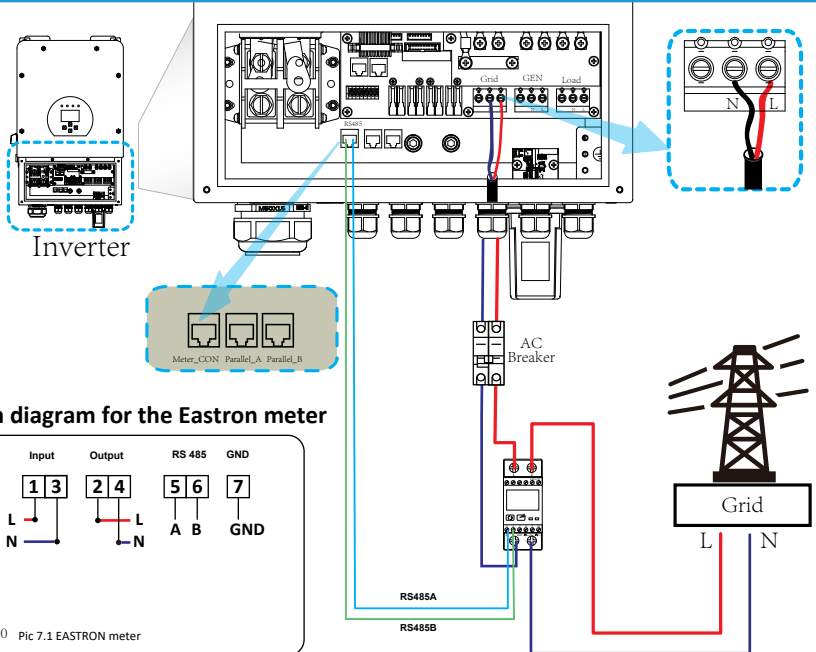 Grid
GEN
Load
RS485
N
L
Inverter
Meter_CON Parallel_A Parallel_B
AC
Breaker
n diagram for the Eastron meter
Input
Output
RS 485
GND
1 3
2 4
5 6
7
L
L
A B
GND
N
N
Grid
L N
RS485A
RS485B
0 Pic 7.1 EASTRON meter